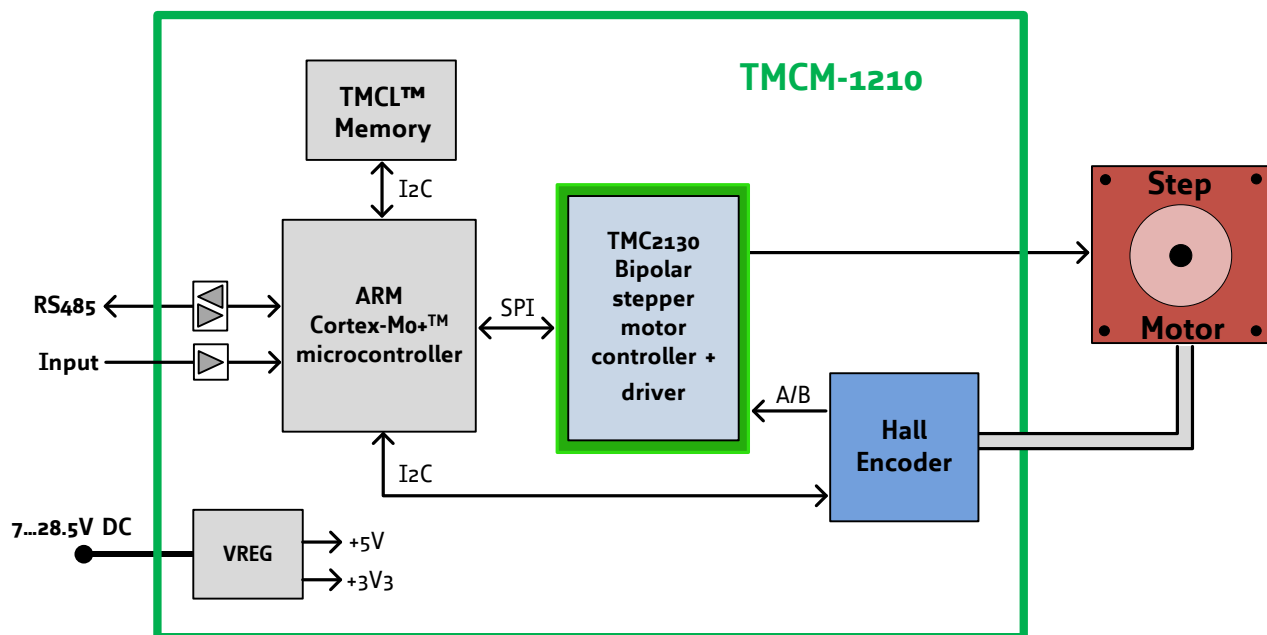 TMCM-1210
TMCL™
Memory
I2C
Step
Motor
TMC2130
Bipolar
stepper
motor
controller +
driver
ARM
Cortex-M0+™
microcontroller
RS485
Input
SPI
A/B
Hall
Encoder
I2C
7...28.5V DC
VREG
+5V
+3V3